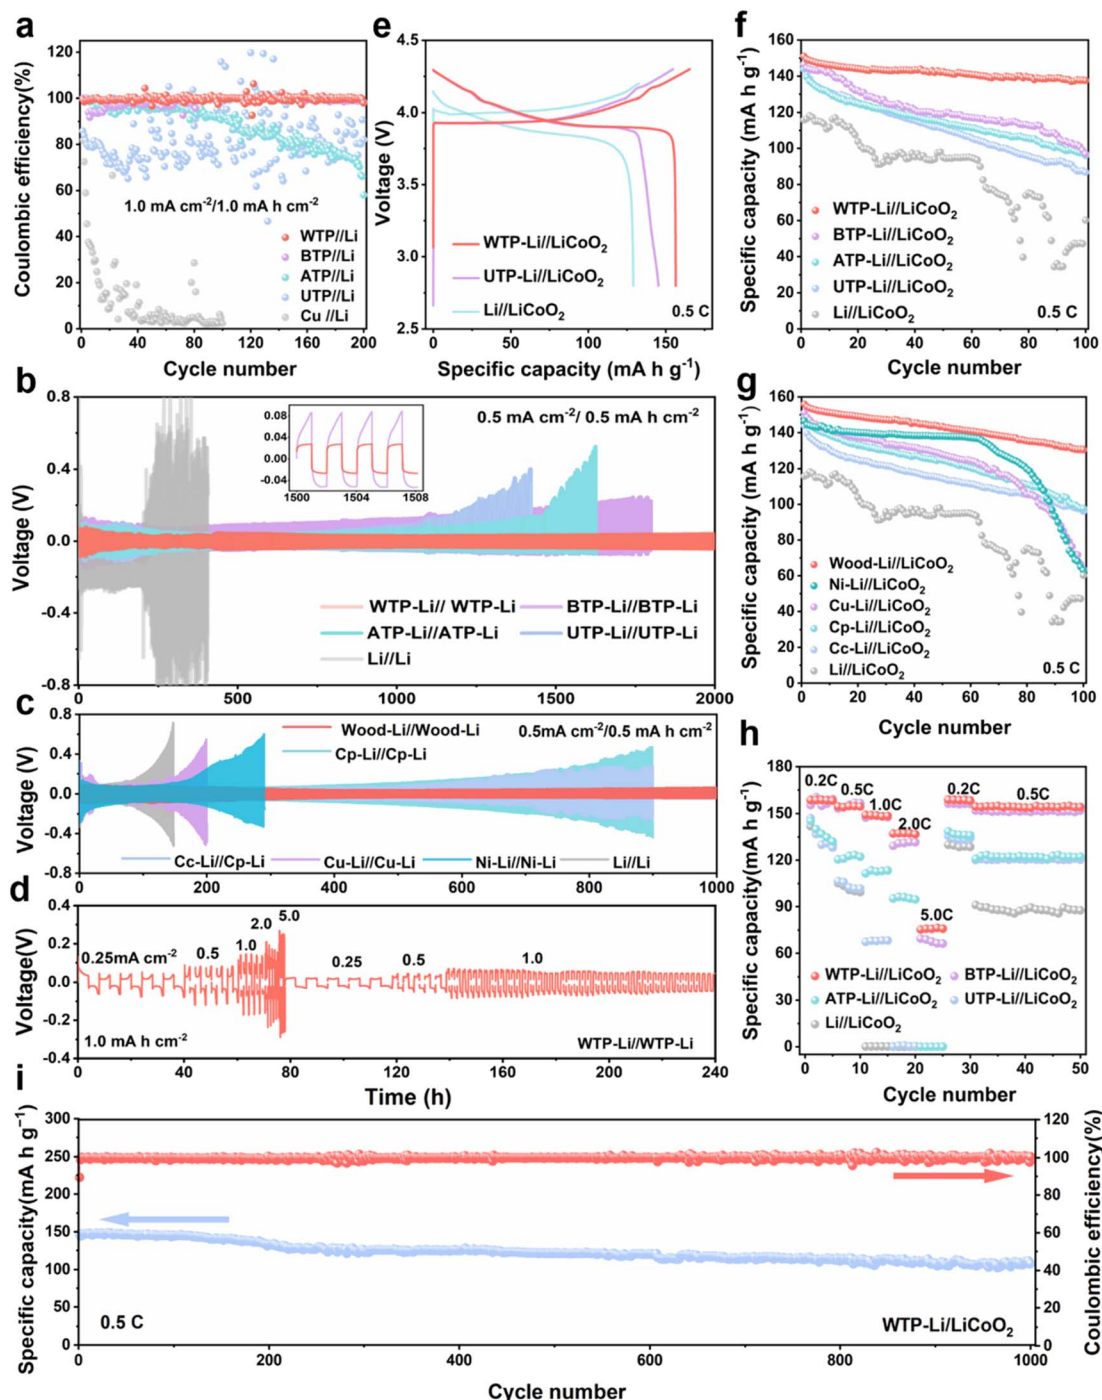 a
Coulombic efficiency(%)
120
100
80
60
40
20
0
0 40 80 120 160 200
Cycle number
1.0 mA cm⁻²/1.0 mA h cm⁻²
WTP//Li
BTP//Li
ATP//Li
UTP//Li
Cu //Li
e
Voltage (V)
4.5
4.0
3.5
3.0
2.5
0 50 100 150
Specific capacity (mA h g⁻¹)
WTP-Li//LiCoO₂
UTP-Li//LiCoO₂
Li//LiCoO₂
0.5 C
f
Specific capacity (mA h g⁻¹)
160
140
120
100
80
60
40
20
0
0 20 40 60 80 100
Cycle number
WTP-Li//LiCoO₂
BTP-Li//LiCoO₂
ATP-Li//LiCoO₂
UTP-Li//LiCoO₂
Li//LiCoO₂
0.5 C
b
Voltage (V)
0.8
0.4
0.0
-0.4
-0.8
0 500 1000 1500 2000
0.08
0.04
0.00
-0.04
1500 1504 1508
0.5 mA cm⁻²/ 0.5 mA h cm⁻²
WTP-Li// WTP-Li
BTP-Li//BTP-Li
ATP-Li//ATP-Li
UTP-Li//UTP-Li
Li//Li
g
Specific capacity (mA h g⁻¹)
160
140
120
100
80
60
40
20
0
0 20 40 60 80 100
Cycle number
Wood-Li//LiCoO₂
Ni-Li//LiCoO₂
Cu-Li//LiCoO₂
Cp-Li//LiCoO₂
Cc-Li//LiCoO₂
Li//LiCoO₂
0.5 C
c
Voltage (V)
0.8
0.4
0.0
-0.4
-0.8
0 200 400 600 800 1000
Wood-Li//Wood-Li
Cp-Li//Cp-Li
0.5mA cm⁻²/0.5 mA h cm⁻²
Cc-Li//Cp-Li
Cu-Li//Cu-Li
Ni-Li//Ni-Li
Li//Li
d
Voltage(V)
0.4
0.2
0.0
-0.2
-0.4
0 40 80 120 160 200 240
Time (h)
0.25mA cm⁻²
0.5
1.0
2.0
5.0
0.25
0.5
1.0
1.0 mA h cm⁻²
WTP-Li//WTP-Li
h
Specific capacity(mA h g⁻¹)
180
150
120
90
60
30
0
0 10 20 30 40 50
Cycle number
0.2C
0.5C
1.0C
2.0C
5.0C
0.2C
0.5C
WTP-Li//LiCoO₂
BTP-Li//LiCoO₂
ATP-Li//LiCoO₂
UTP-Li//LiCoO₂
Li//LiCoO₂
i
Specific capacity(mA h g⁻¹)
300
250
200
150
100
50
0
0 200 400 600 800 1000
Cycle number
0.5 C
WTP-Li/LiCoO₂
120
100
80
60
40
20
0
Coulombic efficiency(%)